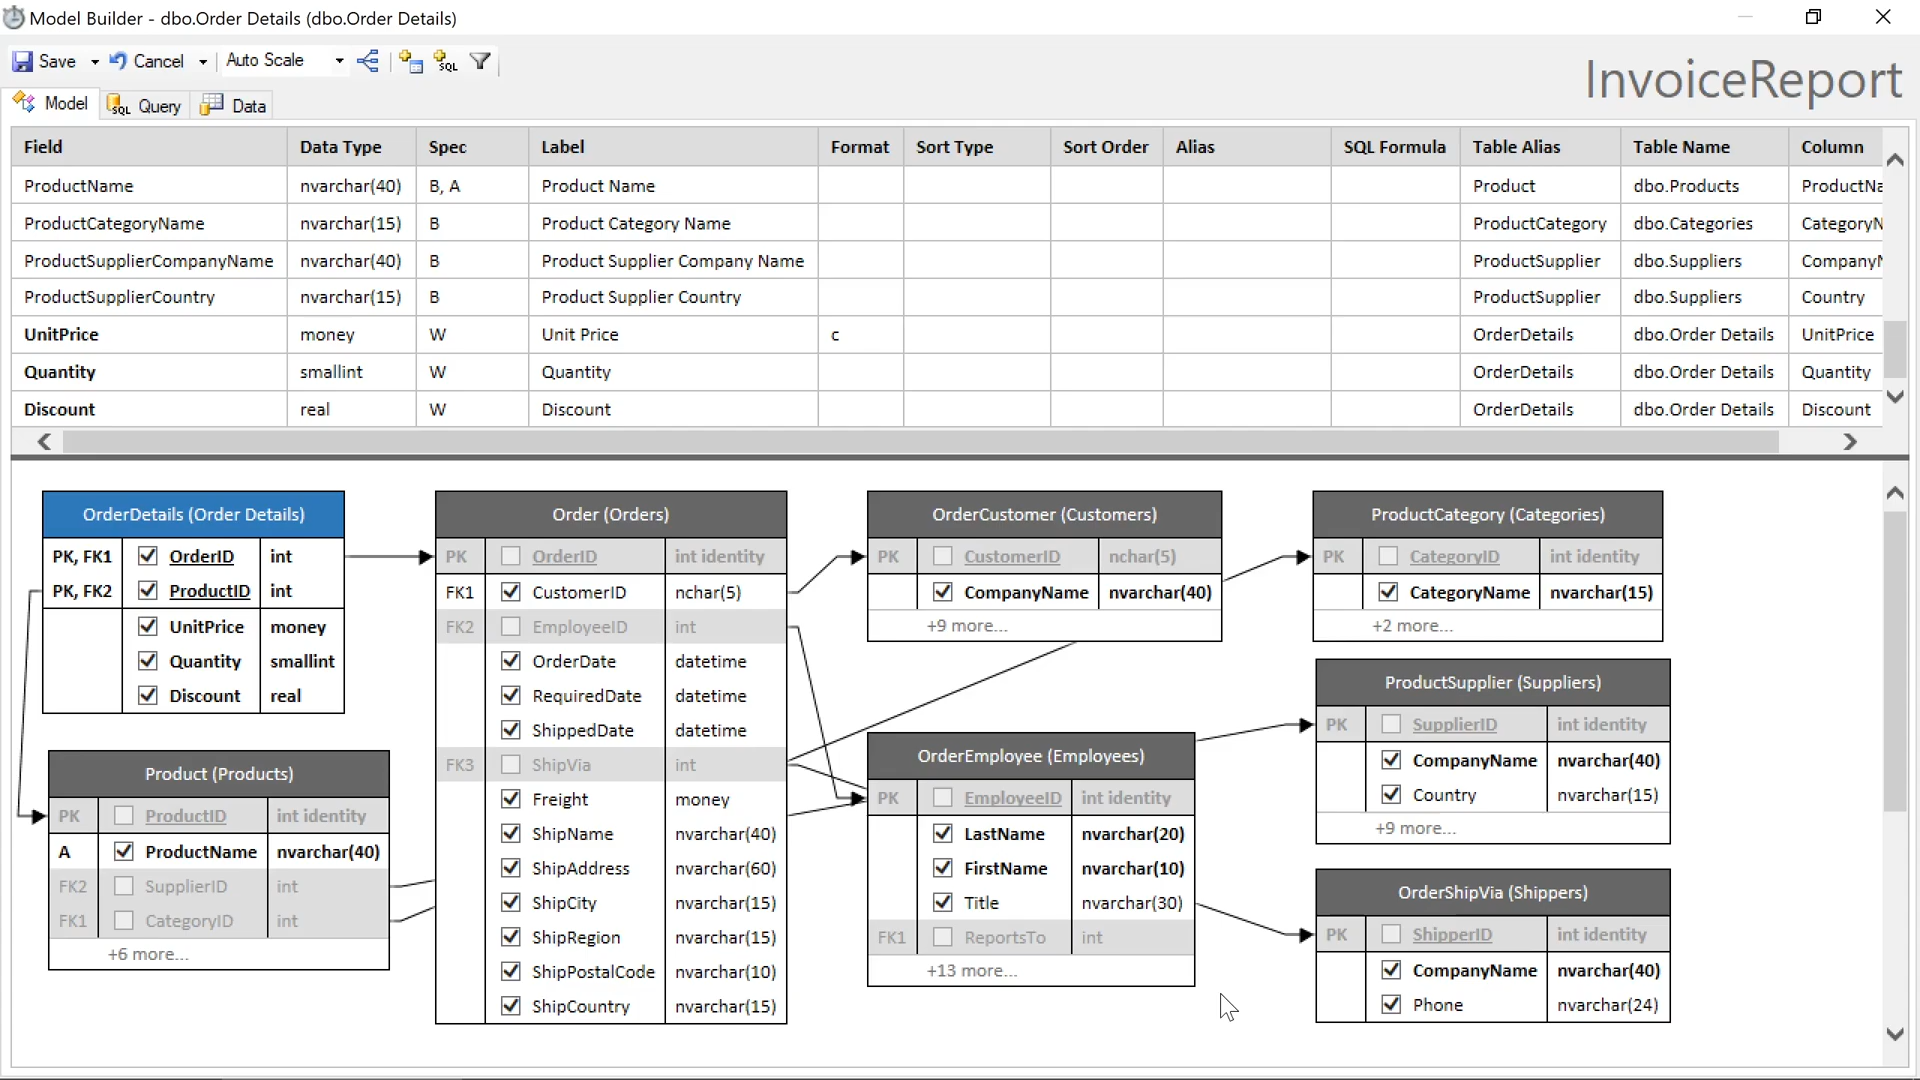 Model Builder - dbo.Order Details (dbo.Order Details)
Save Cancel Auto Scale SQL
InvoiceReport
Model SQL Query Data
Field Data Type Spec Label Format Sort Type Sort Order Alias SQL Formula Table Alias Table Name Column
ProductName nvarchar(40) B, A Product Name Product dbo.Products ProductNa
ProductCategoryName nvarchar(15) B Product Category Name ProductCategory dbo.Categories CategoryN
ProductSupplierCompanyName nvarchar(40) B Product Supplier Company Name ProductSupplier dbo.Suppliers CompanyN
ProductSupplierCountry nvarchar(15) B Product Supplier Country ProductSupplier dbo.Suppliers Country
UnitPrice money W Unit Price c OrderDetails dbo.Order Details UnitPrice
Quantity smallint W Quantity OrderDetails dbo.Order Details Quantity
Discount real W Discount OrderDetails dbo.Order Details Discount
OrderDetails (Order Details)
PK, FK1 OrderID int
PK, FK2 ProductID int
UnitPrice money
Quantity smallint
Discount real
Product (Products)
PK ProductID int identity
A ProductName nvarchar(40)
FK2 SupplierID int
FK1 CategoryID int
+6 more...
Order (Orders)
PK OrderID int identity
FK1 CustomerID nchar(5)
FK2 EmployeeID int
OrderDate datetime
RequiredDate datetime
ShippedDate datetime
FK3 ShipVia int
Freight money
ShipName nvarchar(40)
ShipAddress nvarchar(60)
ShipCity nvarchar(15)
ShipRegion nvarchar(15)
ShipPostalCode nvarchar(10)
ShipCountry nvarchar(15)
OrderCustomer (Customers)
PK CustomerID nchar(5)
CompanyName nvarchar(40)
+9 more...
OrderEmployee (Employees)
PK EmployeeID int identity
LastName nvarchar(20)
FirstName nvarchar(10)
Title nvarchar(30)
FK1 ReportsTo int
+13 more...
ProductCategory (Categories)
PK CategoryID int identity
CategoryName nvarchar(15)
+2 more...
ProductSupplier (Suppliers)
PK SupplierID int identity
CompanyName nvarchar(40)
Country nvarchar(15)
+9 more...
OrderShipVia (Shippers)
PK ShipperID int identity
CompanyName nvarchar(40)
Phone nvarchar(24)